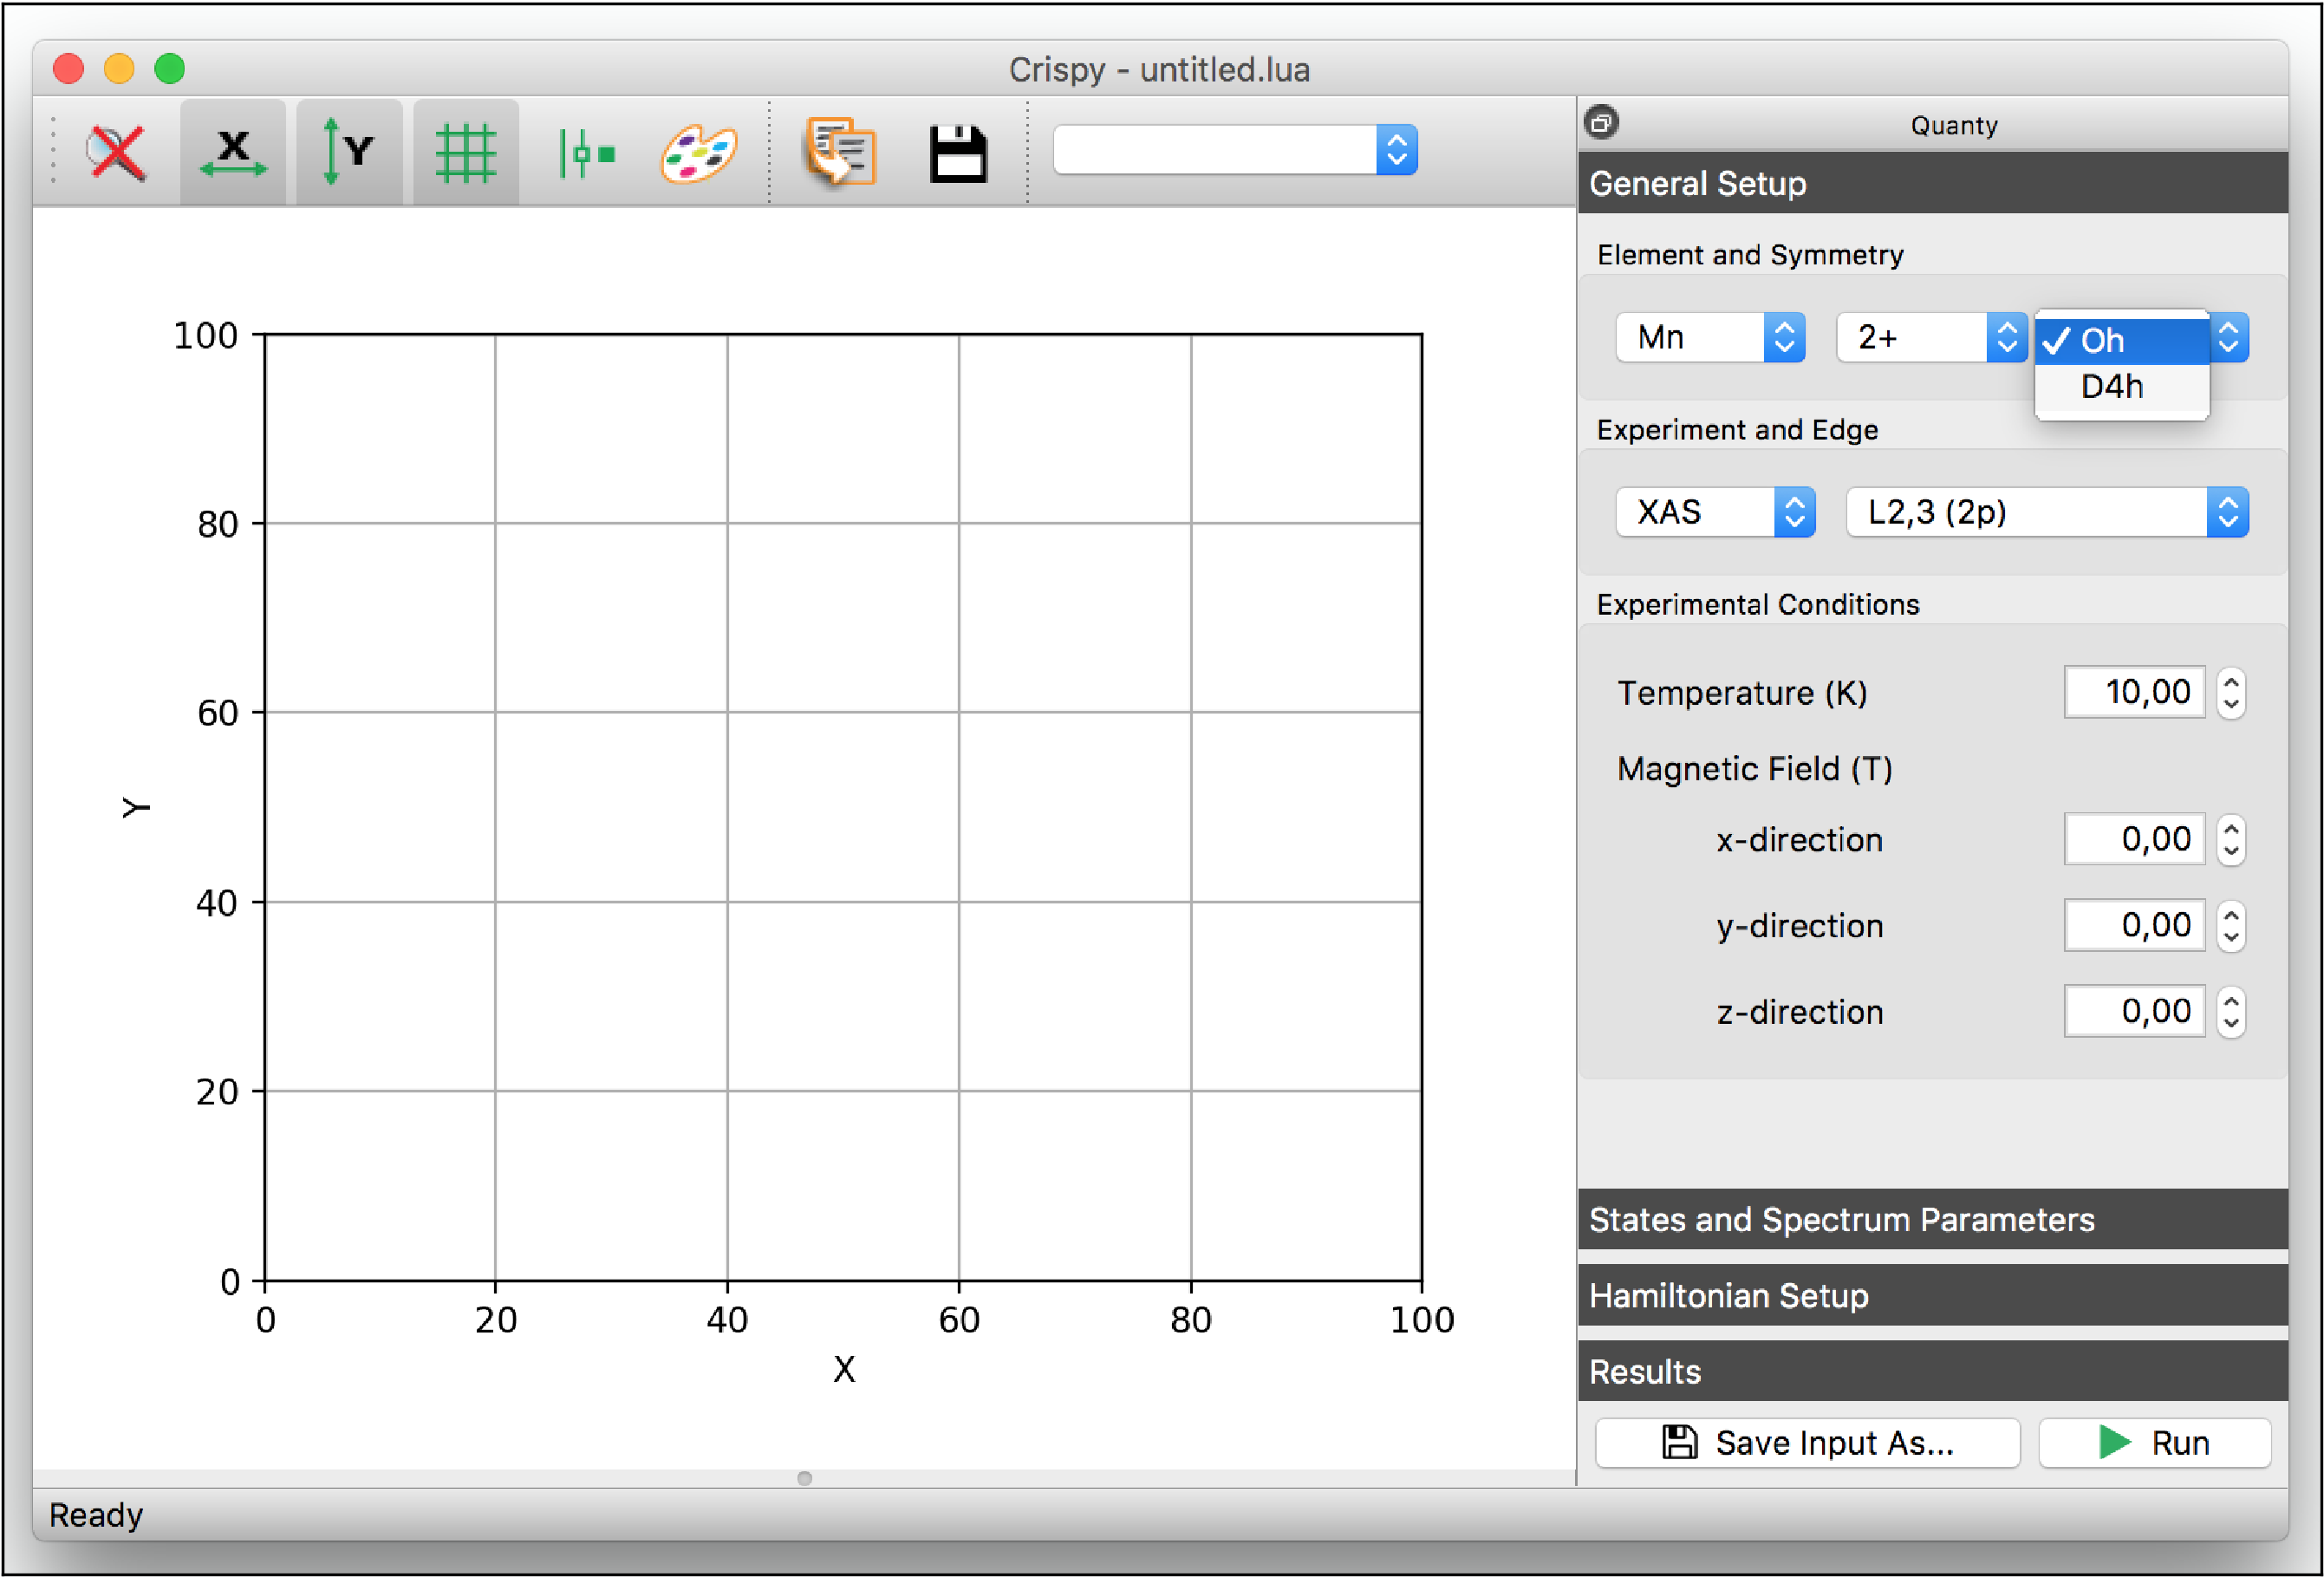 Crispy - untitled.lua
X
Y
Quanty
General Setup
Element and Symmetry
Mn
2+
Oh
D4h
Experiment and Edge
XAS
L2,3 (2p)
Experimental Conditions
Temperature (K)
10,00
Magnetic Field (T)
x-direction
0,00
y-direction
0,00
z-direction
0,00
States and Spectrum Parameters
Hamiltonian Setup
Results
Save Input As...
Run
100
80
60
40
20
0
Y
0 20 40 60 80 100
X
Ready